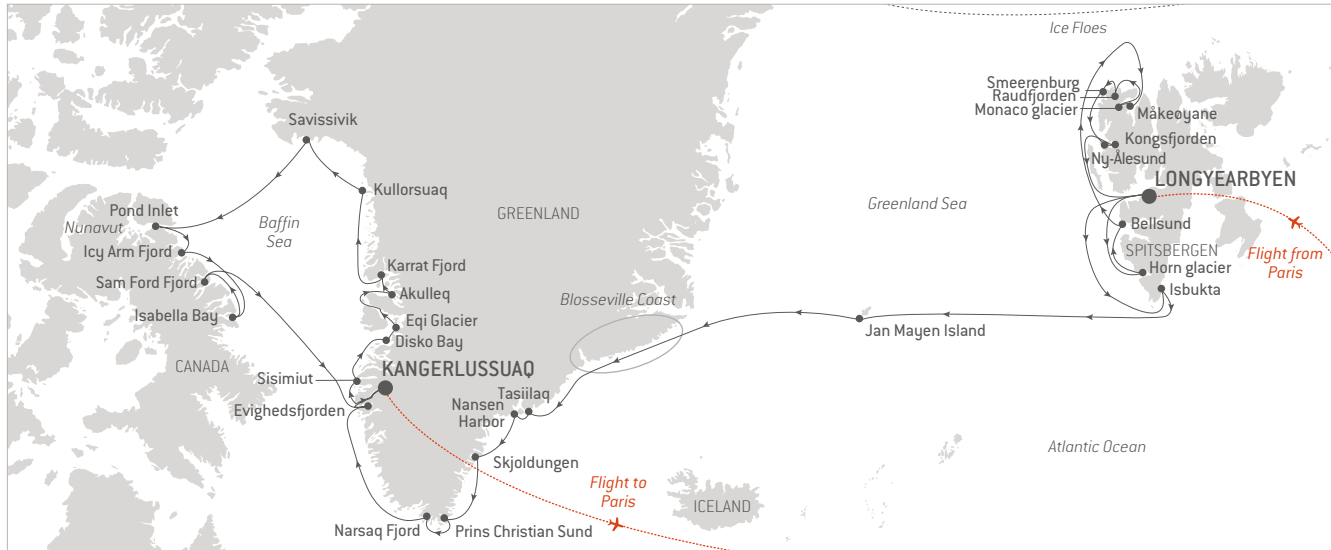 Ice Floes
Smeerenburg
Raudfjorden
Monaco glacier
Måkeøyane
Kongsfjorden
Ny-Ålesund
LONGYEARBYEN
Bellsund
SPITSBERGEN
Flight from
Paris
Horn glacier
Isbukta
Greenland Sea
Savissivik
Kullorsuaq
GREENLAND
Pond Inlet
Nunavut
Baffin
Sea
Icy Arm Fjord
Sam Ford Fjord
Isabella Bay
CANADA
Karrat Fjord
Akulleq
Eqi Glacier
Disko Bay
Blosseville Coast
Jan Mayen Island
KANGERLUSSUAQ
Sisimiut
Evighedsfjorden
Tasiilaq
Nansen
Harbor
Skjoldungen
Atlantic Ocean
Flight to
Paris
ICELAND
Narsaq Fjord
Prins Christian Sund